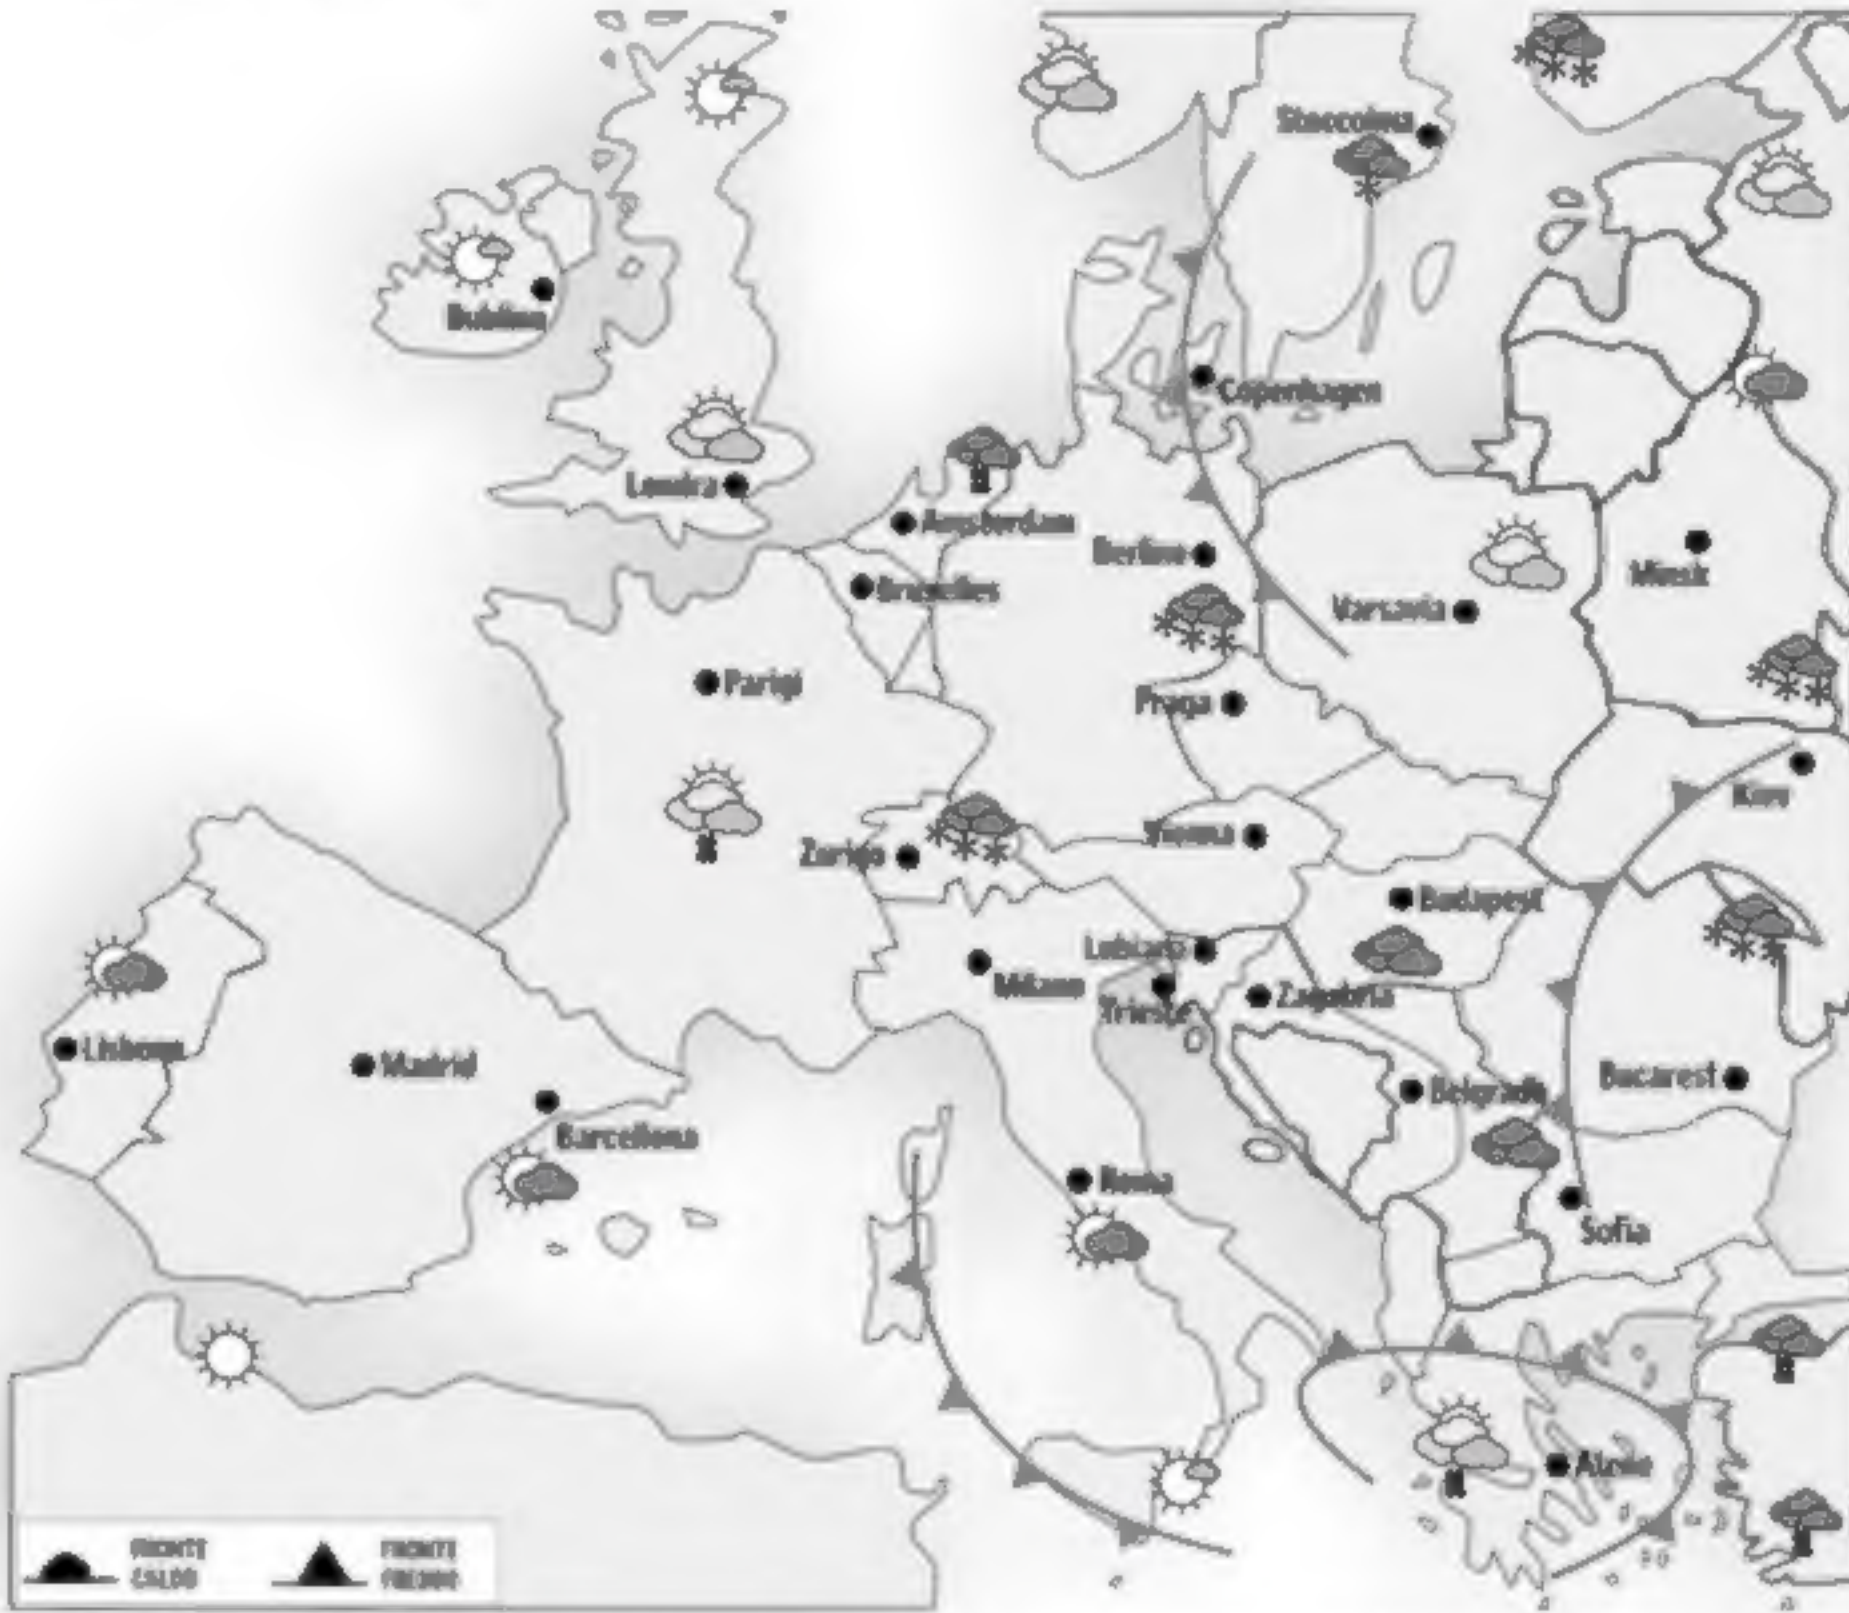 Stoccolma
Dublino
Copenhagen
Londra
Amsterdam
Berlino
Minsk
Bruxelles
Varsavia
Parigi
Praga
Kiev
Vienna
Zurigo
Budapest
Lubiana
Milano
Trieste
Zagabria
Lisbona
Madrid
Belgrado
Bucarest
Barcellona
Roma
Sofia
Atene
FRONTE
CALDO
FRONTE
FREDDO